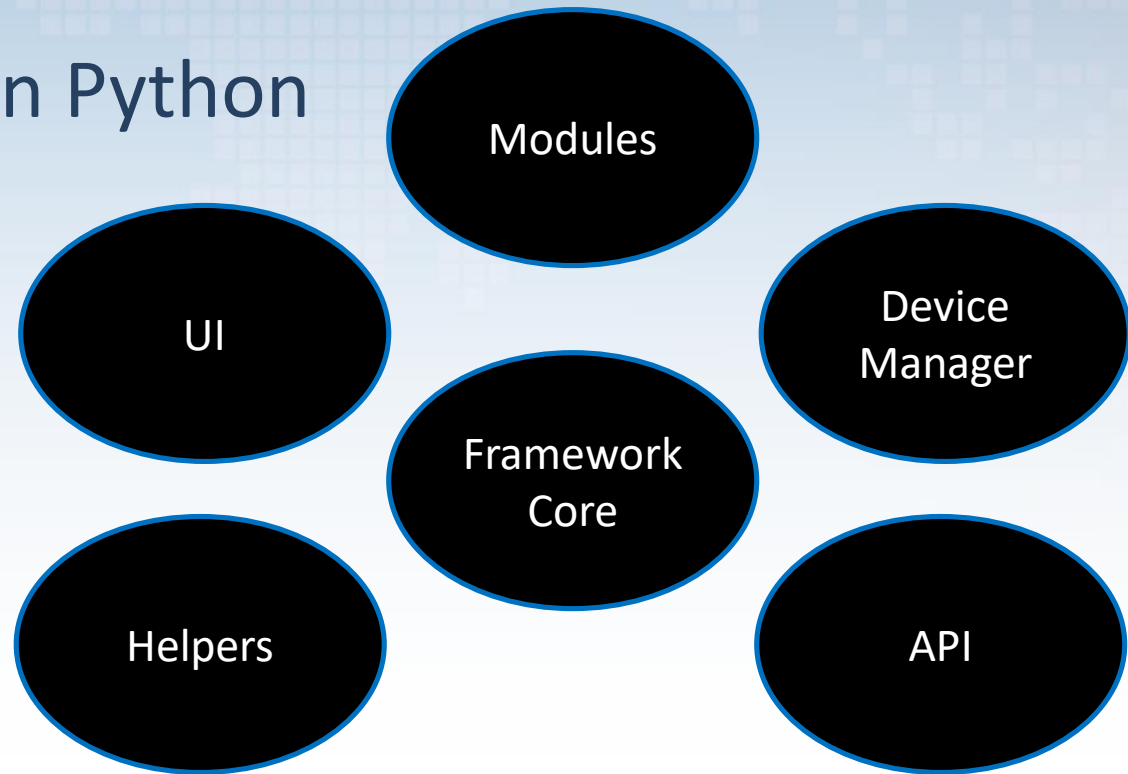 n Python
Modules
UI
Device
Manager
Framework
Core
Helpers
API